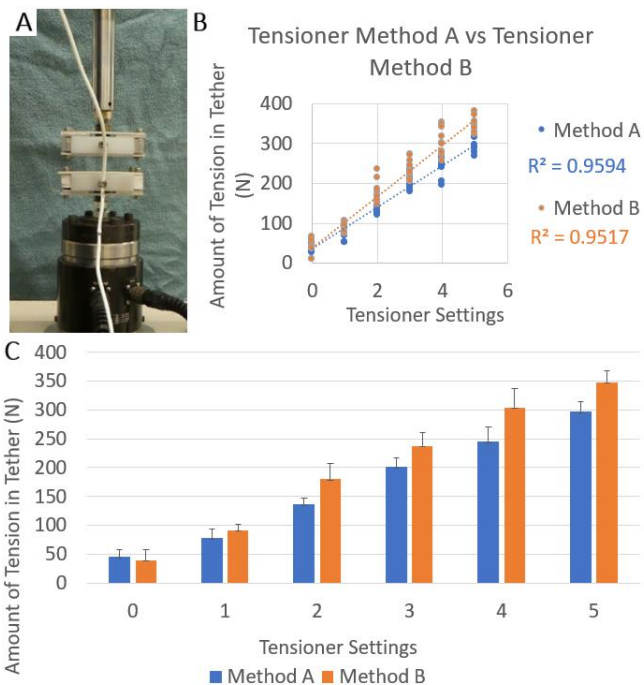 A
B
Tensioner Method A vs Tensioner
Method B
Amount of Tension in Tether
(N)
400
300
200
100
0
0 2 4 6
Tensioner Settings
Method A
R² = 0.9594
Method B
R² = 0.9517
C
Amount of Tension in Tether (N)
400
350
300
250
200
150
100
50
0
0 1 2 3 4 5
Tensioner Settings
Method A Method B